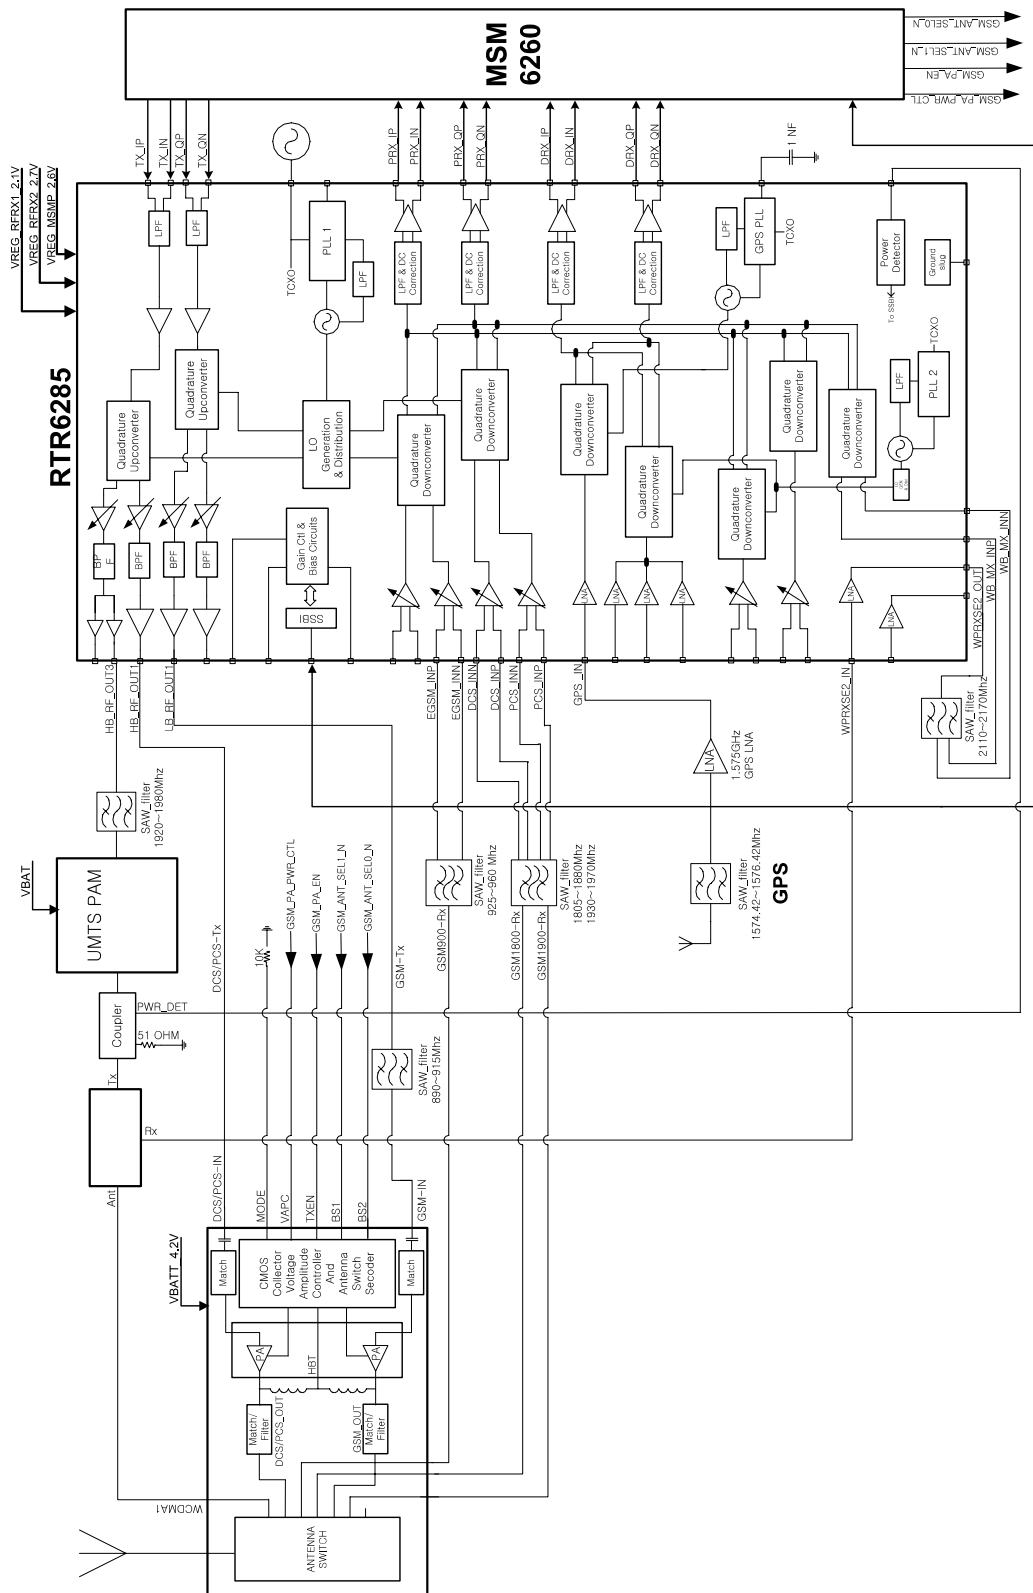 MSM
6260
GSM_ANT_SEL0_N
GSM_ANT_SEL1_N
GSM_PA_EN
GSM_PA_PWR_CTL
VREG_RFRX1_2.1V
VREG_RFRX2_2.7V
VREG_MSMP_2.6V
TX_IP
TX_IN
TX_QP
TX_QN
PRX_IP
PRX_IN
PRX_QP
PRX_QN
DRX_IP
DRX_IN
DRX_QP
DRX_QN
1 NF
RTR6285
LPF
LPF
TCXO
PLL 1
LPF
LPF & DC
Correction
LPF & DC
Correction
LPF & DC
Correction
LPF & DC
Correction
LPF
GPS PLL
TCXO
Power
Detector
To SSBI
Ground
slug
Quadrature
Upconverter
Quadrature
Upconverter
LO
Generation
& Distribution
Quadrature
Downconverter
Quadrature
Downconverter
Quadrature
Downconverter
Quadrature
Downconverter
Quadrature
Downconverter
Quadrature
Downconverter
Quadrature
Downconverter
LPF
PLL 2
TCXO
BP
F
BPF
BPF
BPF
Gain Ctl &
Bias Circuits
SSBI
LNA
LNA
LNA
LNA
LNA
LNA
HB_RF_OUT3
HB_RF_OUT1
LB_RF_OUT1
EGSM_INP
EGSM_INN
DCS_INN
DCS_INP
PCS_INN
PCS_INP
GPS_IN
WPRXSE2_IN
WPRXSE2_OUT
WB_MX_INP
WB_MX_INN
SAW_filter
2110~2170Mhz
SAW_filter
1920~1980Mhz
LNA
1.575GHz
GPS LNA
VBAT
UMTS PAM
DCS/PCS-Tx
10K
GSM_PA_PWR_CTL
GSM_PA_EN
GSM_ANT_SEL1_N
GSM_ANT_SEL0_N
GSM-Tx
SAW_filter
925~960 Mhz
SAW_filter
1805~1880Mhz
1930~1970Mhz
SAW_filter
1574.42~1576.42Mhz
GPS
GSM900-Rx
GSM1800-Rx
GSM1900-Rx
Coupler
PWR_DET
51 OHM
Tx
Rx
Ant
SAW_filter
890~915Mhz
DCS/PCS-IN
MODE
VAPC
TXEN
BS1
BS2
GSM-IN
VBATT_4.2V
Match
CMOS
Collector
Voltage
Amplitude
Controller
And
Antenna
Switch
Secoder
Match
PA
HBT
PA
Match/
Filter
DCS/PCS_OUT
GSM_OUT
Match/
Filter
WCDMA1
ANTENNA
SWITCH